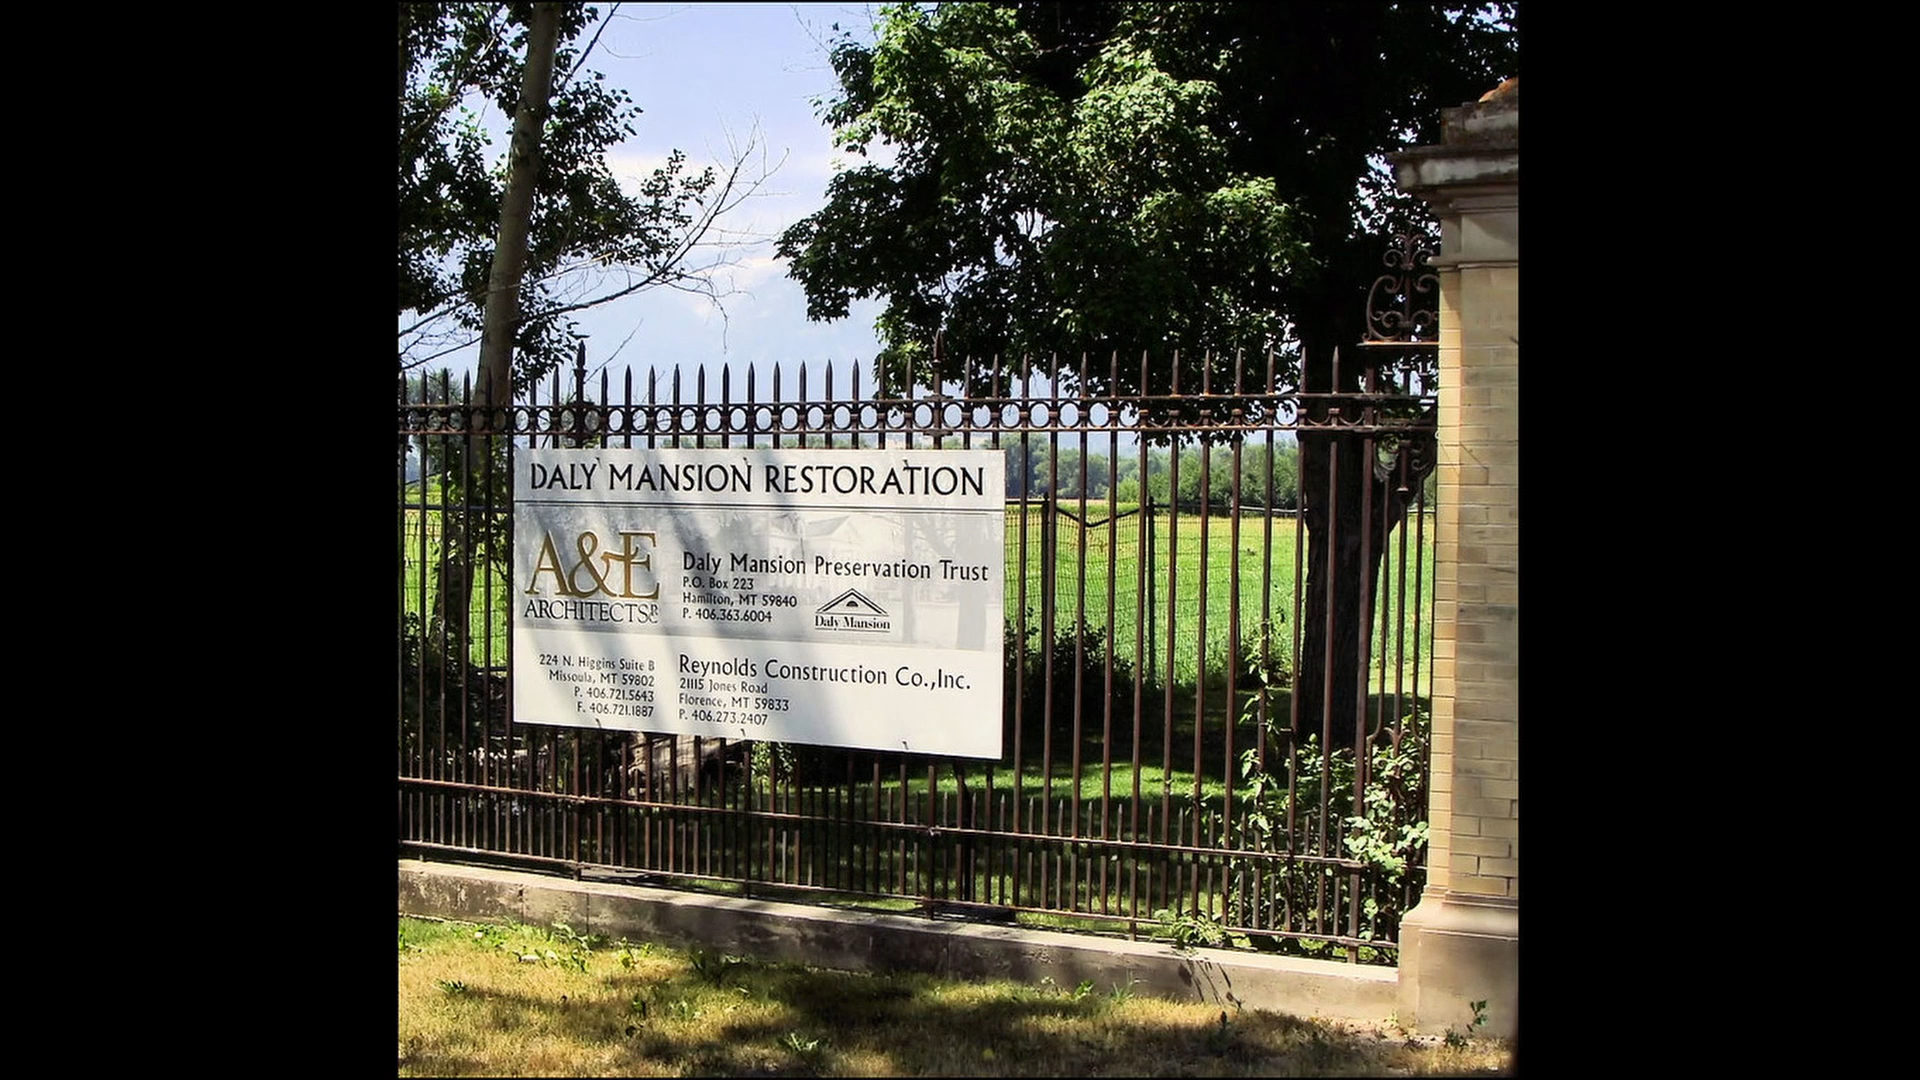 DALY MANSION RESTORATION
A&E
ARCHITECTS P.C.
Daly Mansion Preservation Trust
P.O. Box 223
Hamilton, MT 59840
P. 406.363.6004
Daly Mansion
224 N. Higgins Suite B
Missoula, MT 59802
P. 406.721.5643
F. 406.721.1887
Reynolds Construction Co.,Inc.
21115 Jones Road
Florence, MT 59833
P. 406.273.2407